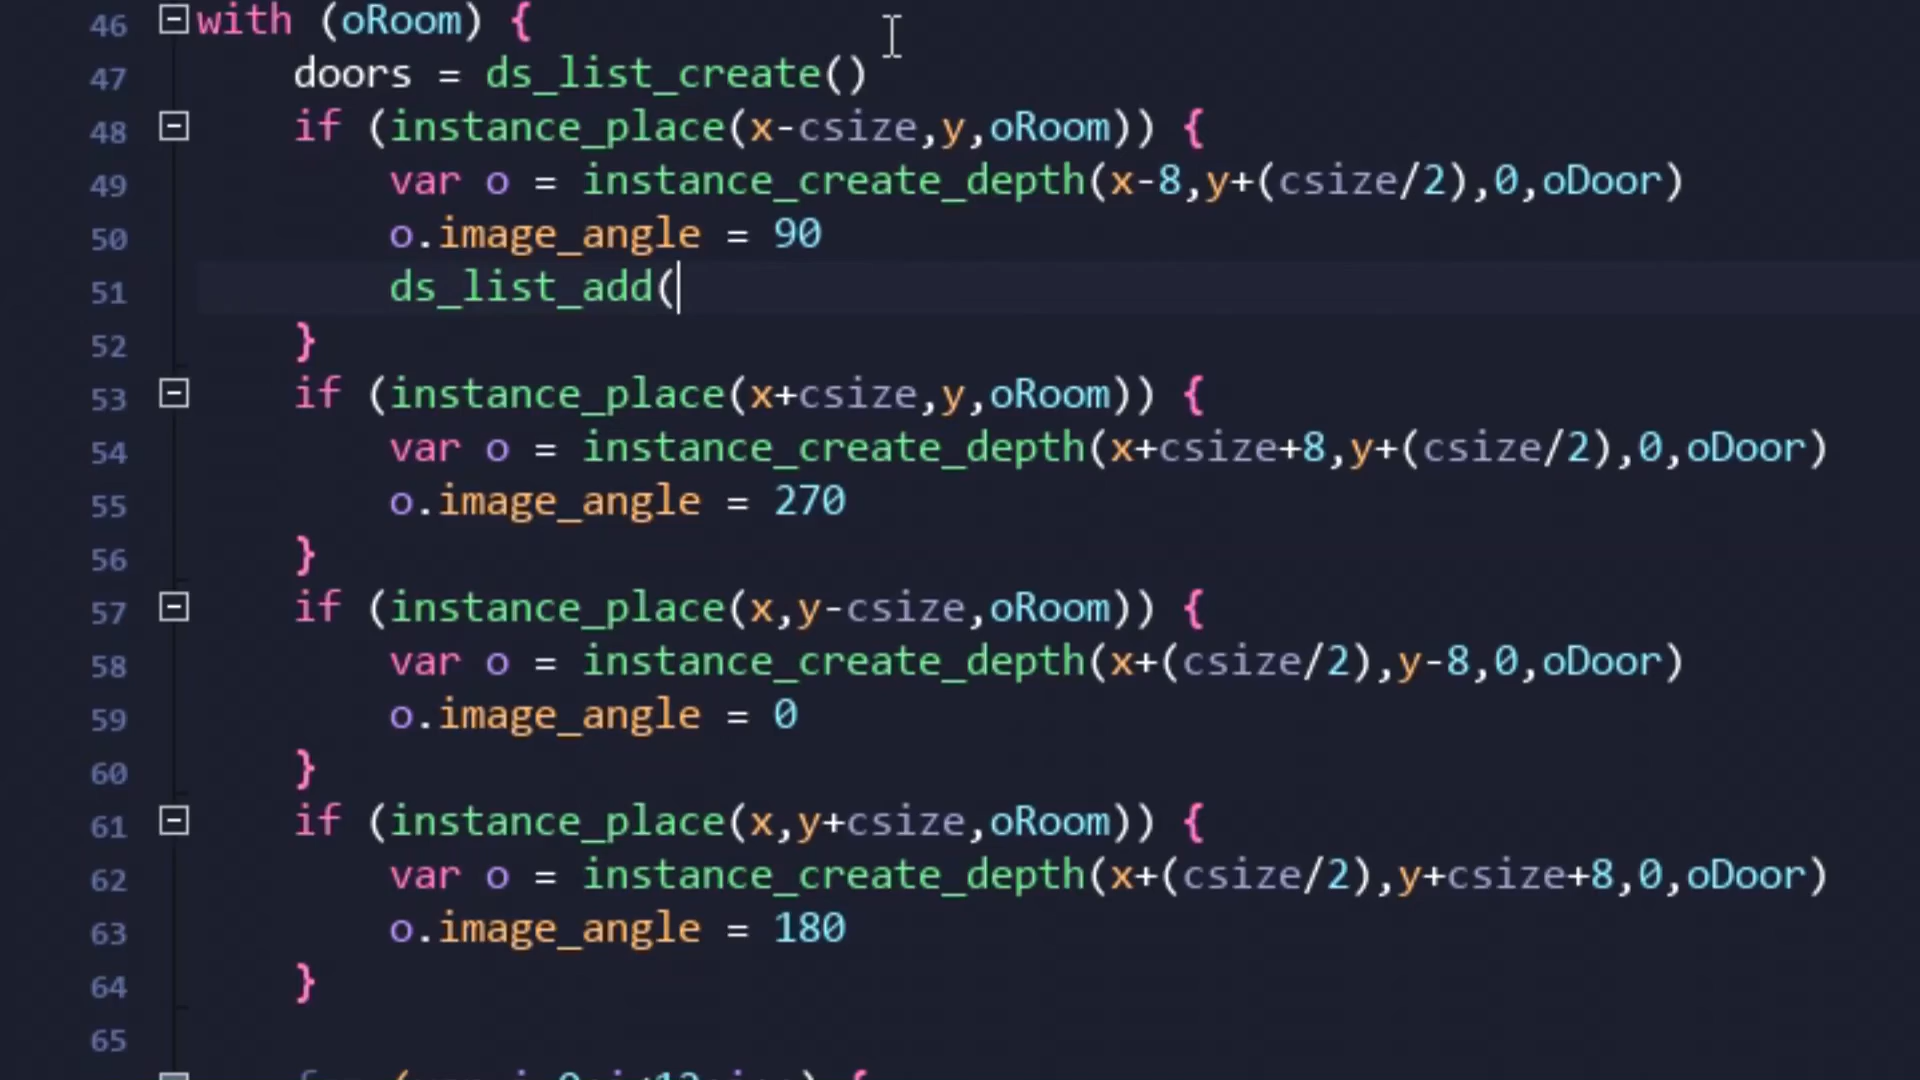 46 with (oRoom) {
47 doors = ds_list_create()
48 if (instance_place(x-csize,y,oRoom)) {
49 var o = instance_create_depth(x-8,y+(csize/2),0,oDoor)
50 o.image_angle = 90
51 ds_list_add(
52 }
53 if (instance_place(x+csize,y,oRoom)) {
54 var o = instance_create_depth(x+csize+8,y+(csize/2),0,oDoor)
55 o.image_angle = 270
56 }
57 if (instance_place(x,y-csize,oRoom)) {
58 var o = instance_create_depth(x+(csize/2),y-8,0,oDoor)
59 o.image_angle = 0
60 }
61 if (instance_place(x,y+csize,oRoom)) {
62 var o = instance_create_depth(x+(csize/2),y+csize+8,0,oDoor)
63 o.image_angle = 180
64 }
65